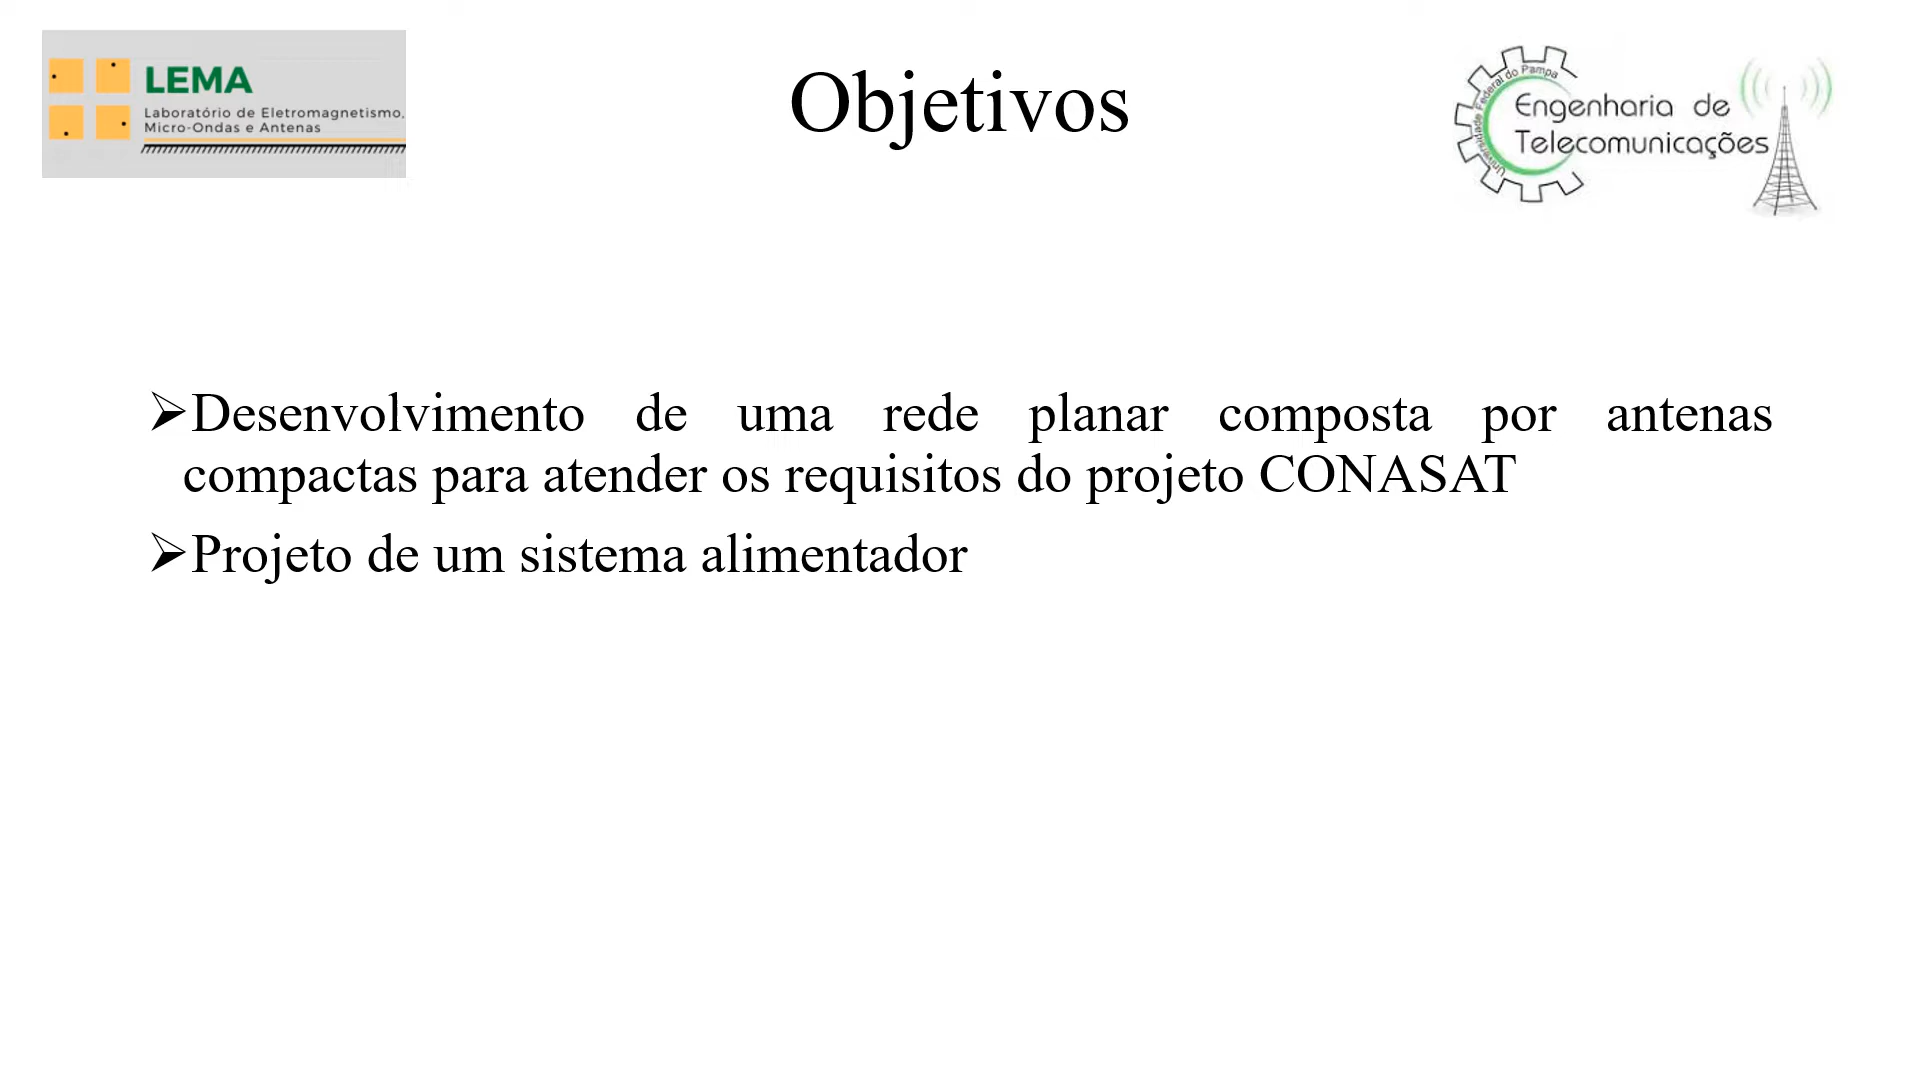 LEMA
Laboratório de Eletromagnetismo,
Micro-Ondas e Antenas
Objetivos
Universidade Federal do Pampa
Engenharia de
Telecomunicações
Desenvolvimento de uma rede planar composta por antenas
compactas para atender os requisitos do projeto CONASAT
Projeto de um sistema alimentador